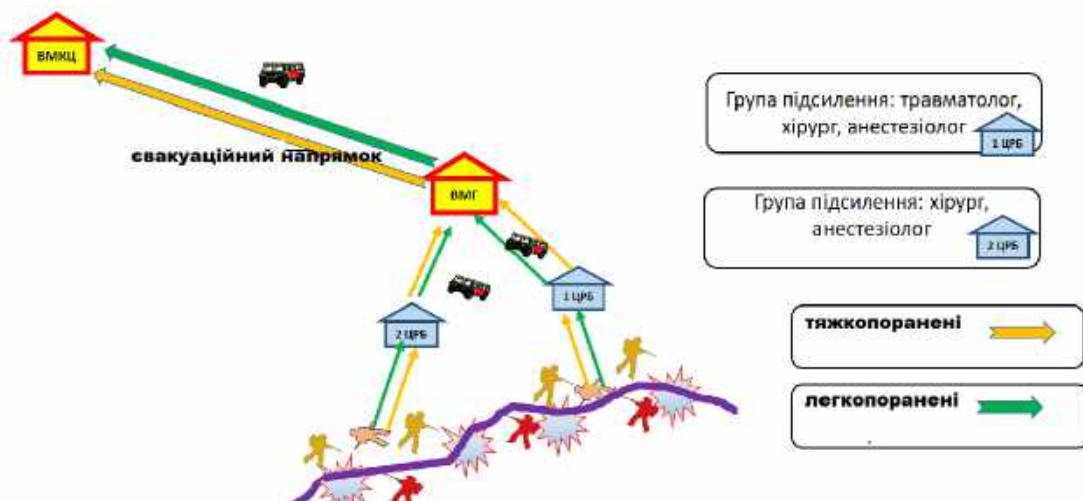 ВМКЦ
євакуаційний напрямок
ВМГ
1 ЦРБ
2 ЦРБ
Група підсилення: травматолог,
хірург, анестезіолог
1 ЦРБ
Група підсилення: хірург,
анестезіолог
2 ЦРБ
тяжкопоранені
легкопоранені